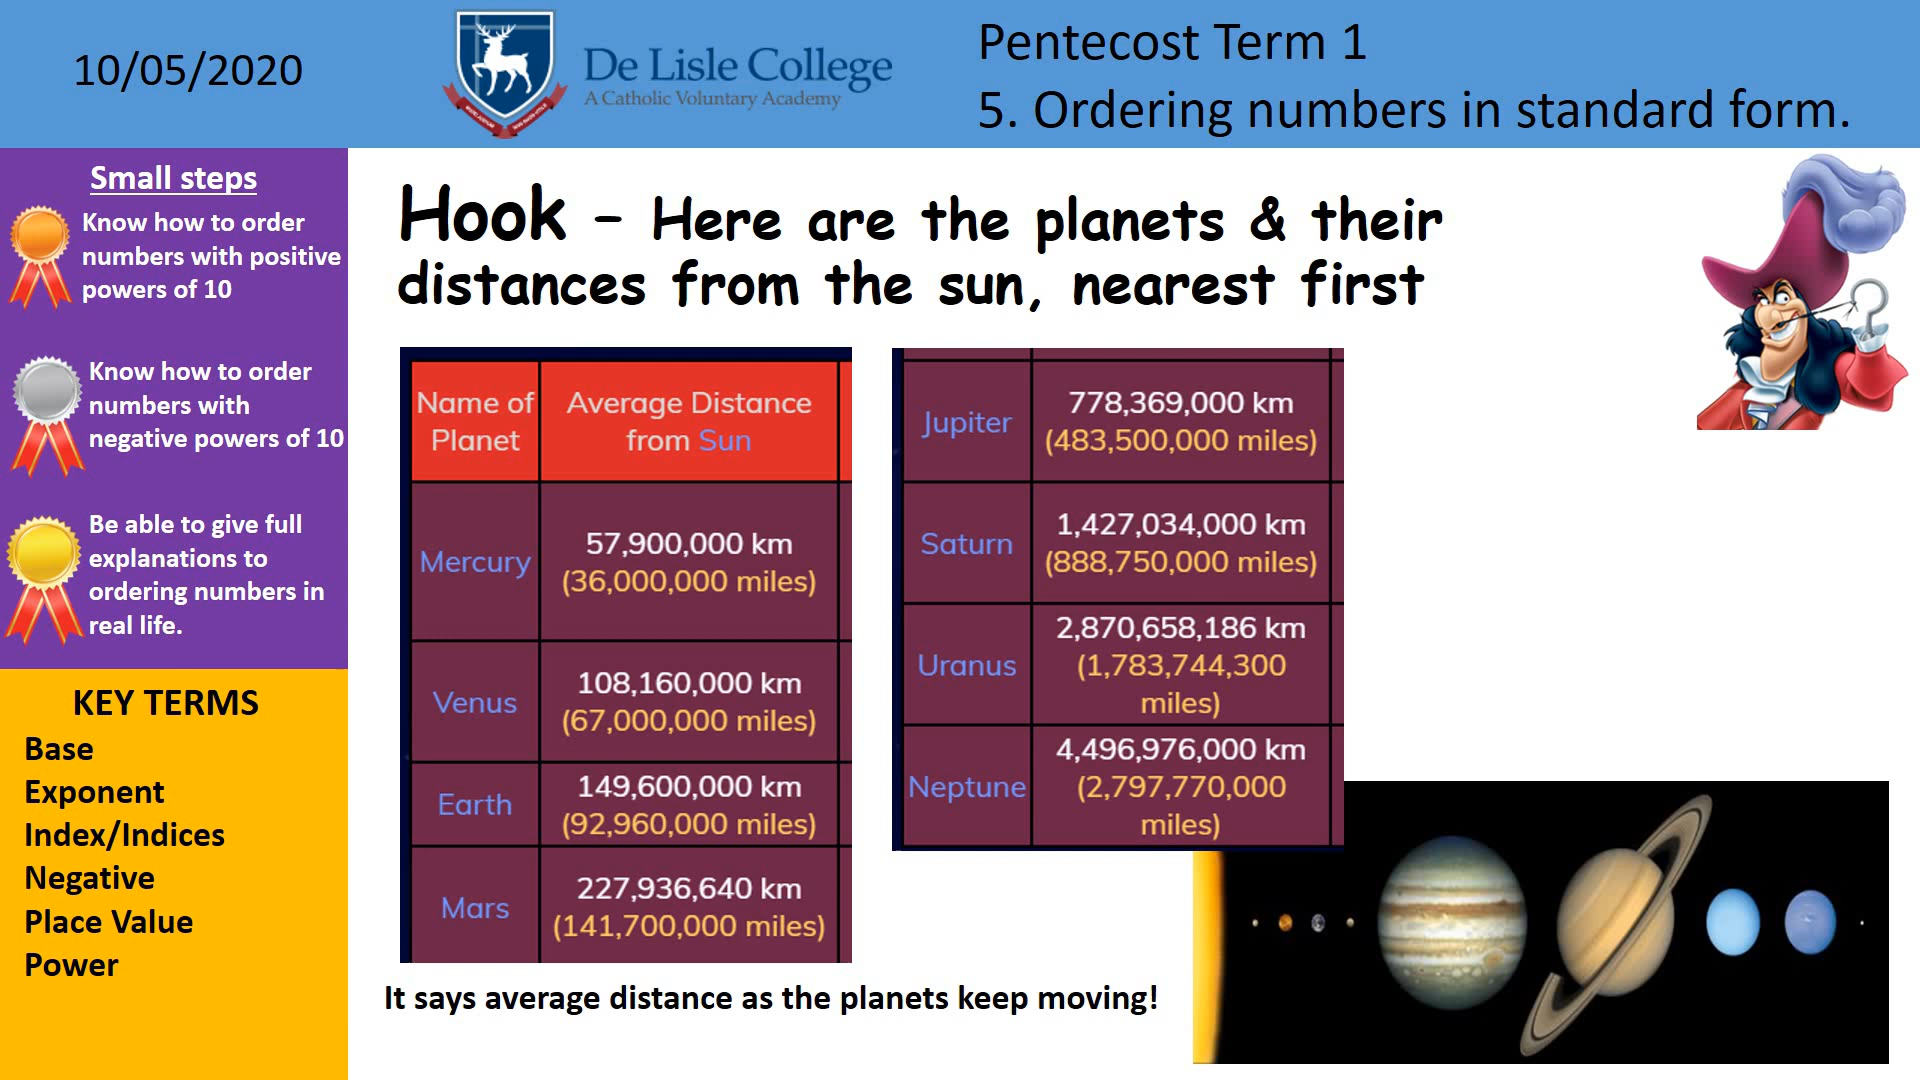 10/05/2020
De Lisle College
A Catholic Voluntary Academy
Pentecost Term 1
5. Ordering numbers in standard form.
Small steps
Know how to order
numbers with positive
powers of 10
Know how to order
numbers with
negative powers of 10
Be able to give full
explanations to
ordering numbers in
real life.
KEY TERMS
Base
Exponent
Index/Indices
Negative
Place Value
Power
Hook – Here are the planets & their
distances from the sun, nearest first
Name of
Planet
Average Distance
from Sun
Mercury
57,900,000 km
(36,000,000 miles)
Venus
108,160,000 km
(67,000,000 miles)
Earth
149,600,000 km
(92,960,000 miles)
Mars
227,936,640 km
(141,700,000 miles)
Jupiter
778,369,000 km
(483,500,000 miles)
Saturn
1,427,034,000 km
(888,750,000 miles)
Uranus
2,870,658,186 km
(1,783,744,300
miles)
Neptune
4,496,976,000 km
(2,797,770,000
miles)
It says average distance as the planets keep moving!